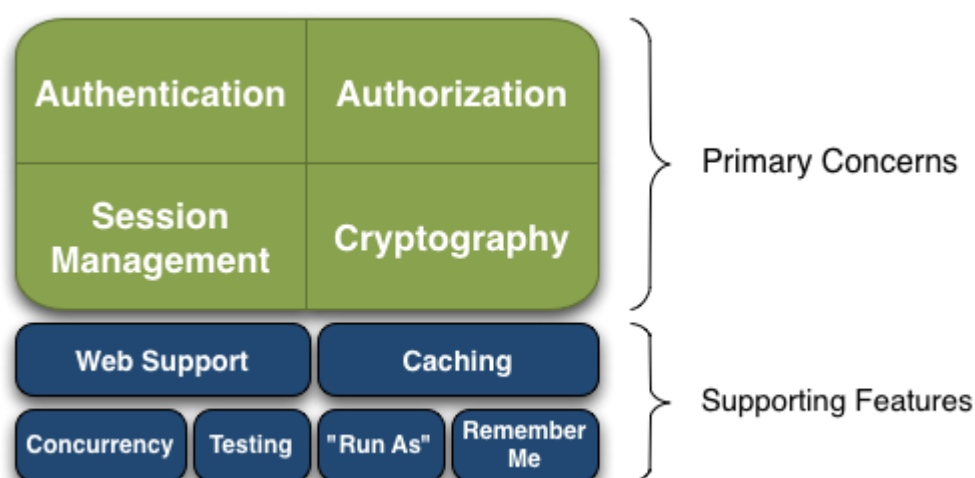 Authentication
Authorization
Session
Management
Cryptography
Primary Concerns
Web Support
Caching
Concurrency
Testing
"Run As"
Remember
Me
Supporting Features